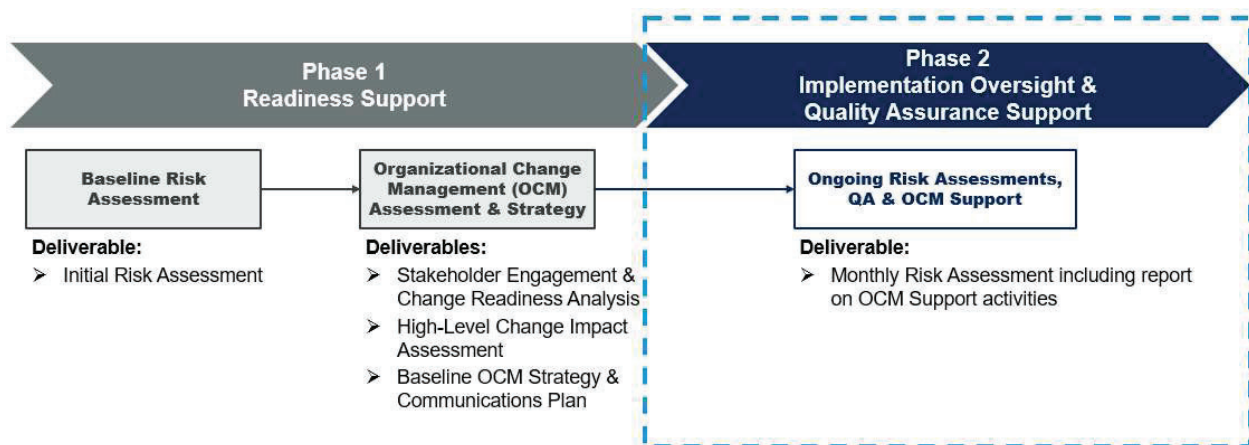 Phase 1
Readiness Support
Phase 2
Implementation Oversight &
Quality Assurance Support
Baseline Risk
Assessment
Organizational Change
Management (OCM)
Assessment & Strategy
Ongoing Risk Assessments,
QA & OCM Support
Deliverable:
➢ Initial Risk Assessment
Deliverables:
➢ Stakeholder Engagement &
Change Readiness Analysis
➢ High-Level Change Impact
Assessment
➢ Baseline OCM Strategy &
Communications Plan
Deliverable:
➢ Monthly Risk Assessment including report
on OCM Support activities